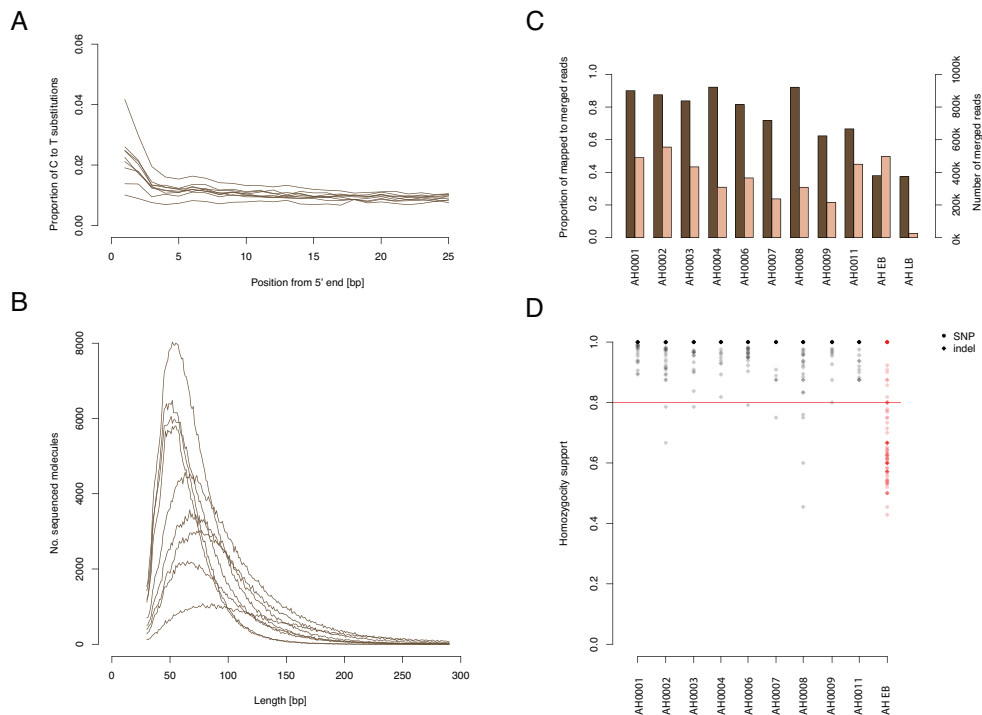 A
0.06
0.04
0.02
0.00
Proportion of C to T substitutions
0 5 10 15 20 25
Position from 5' end [bp]
B
8000
6000
4000
2000
0
No. sequenced molecules
0 50 100 150 200 250 300
Length [bp]
C
1.0
0.8
0.6
0.4
0.2
0.0
Proportion of mapped to merged reads
1000k
800k
600k
400k
200k
0k
Number of merged reads
AH0001 AH0002 AH0003 AH0004 AH0006 AH0007 AH0008 AH0009 AH0011 AH EB AH LB
D
SNP
indel
1.0
0.8
0.6
0.4
0.2
0.0
Homozygocity support
AH0001 AH0002 AH0003 AH0004 AH0006 AH0007 AH0008 AH0009 AH0011 AH EB